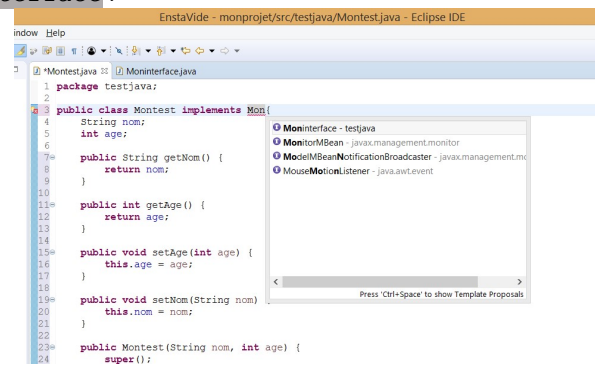 EnstaVide - monprojet/src/testjava/Montest.java - Eclipse IDE
indow Help
*Montest.java Moninterface.java
1 package testjava;
2
3 public class Montest implements Mon{
4 String nom;
5 int age;
6
7 public String getNom() {
8 return nom;
9 }
10
11 public int getAge() {
12 return age;
13 }
14
15 public void setAge(int age) {
16 this.age = age;
17 }
18
19 public void setNom(String nom)
20 this.nom = nom;
21 }
22
23 public Montest(String nom, int age) {
24 super();
Moninterface - testjava
MonitorMBean - javax.management.monitor
ModelMBeanNotificationBroadcaster - javax.management.mo
MouseMotionListener - java.awt.event
Press 'Ctrl+Space' to show Template Proposals